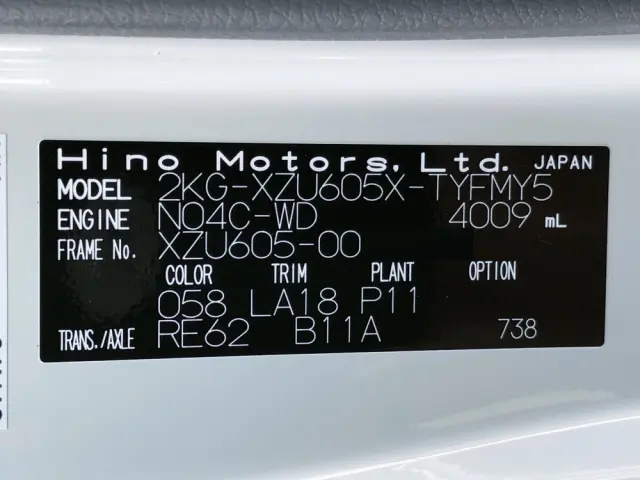 Hino Motors, Ltd. JAPAN
MODEL 2KG-XZU605X-TYFMY5
ENGINE N04C-WD 4009 mL
FRAME No. XZU605-00
COLOR TRIM PLANT OPTION
058 LA18 P11
TRANS./AXLE RE62 B11A 738